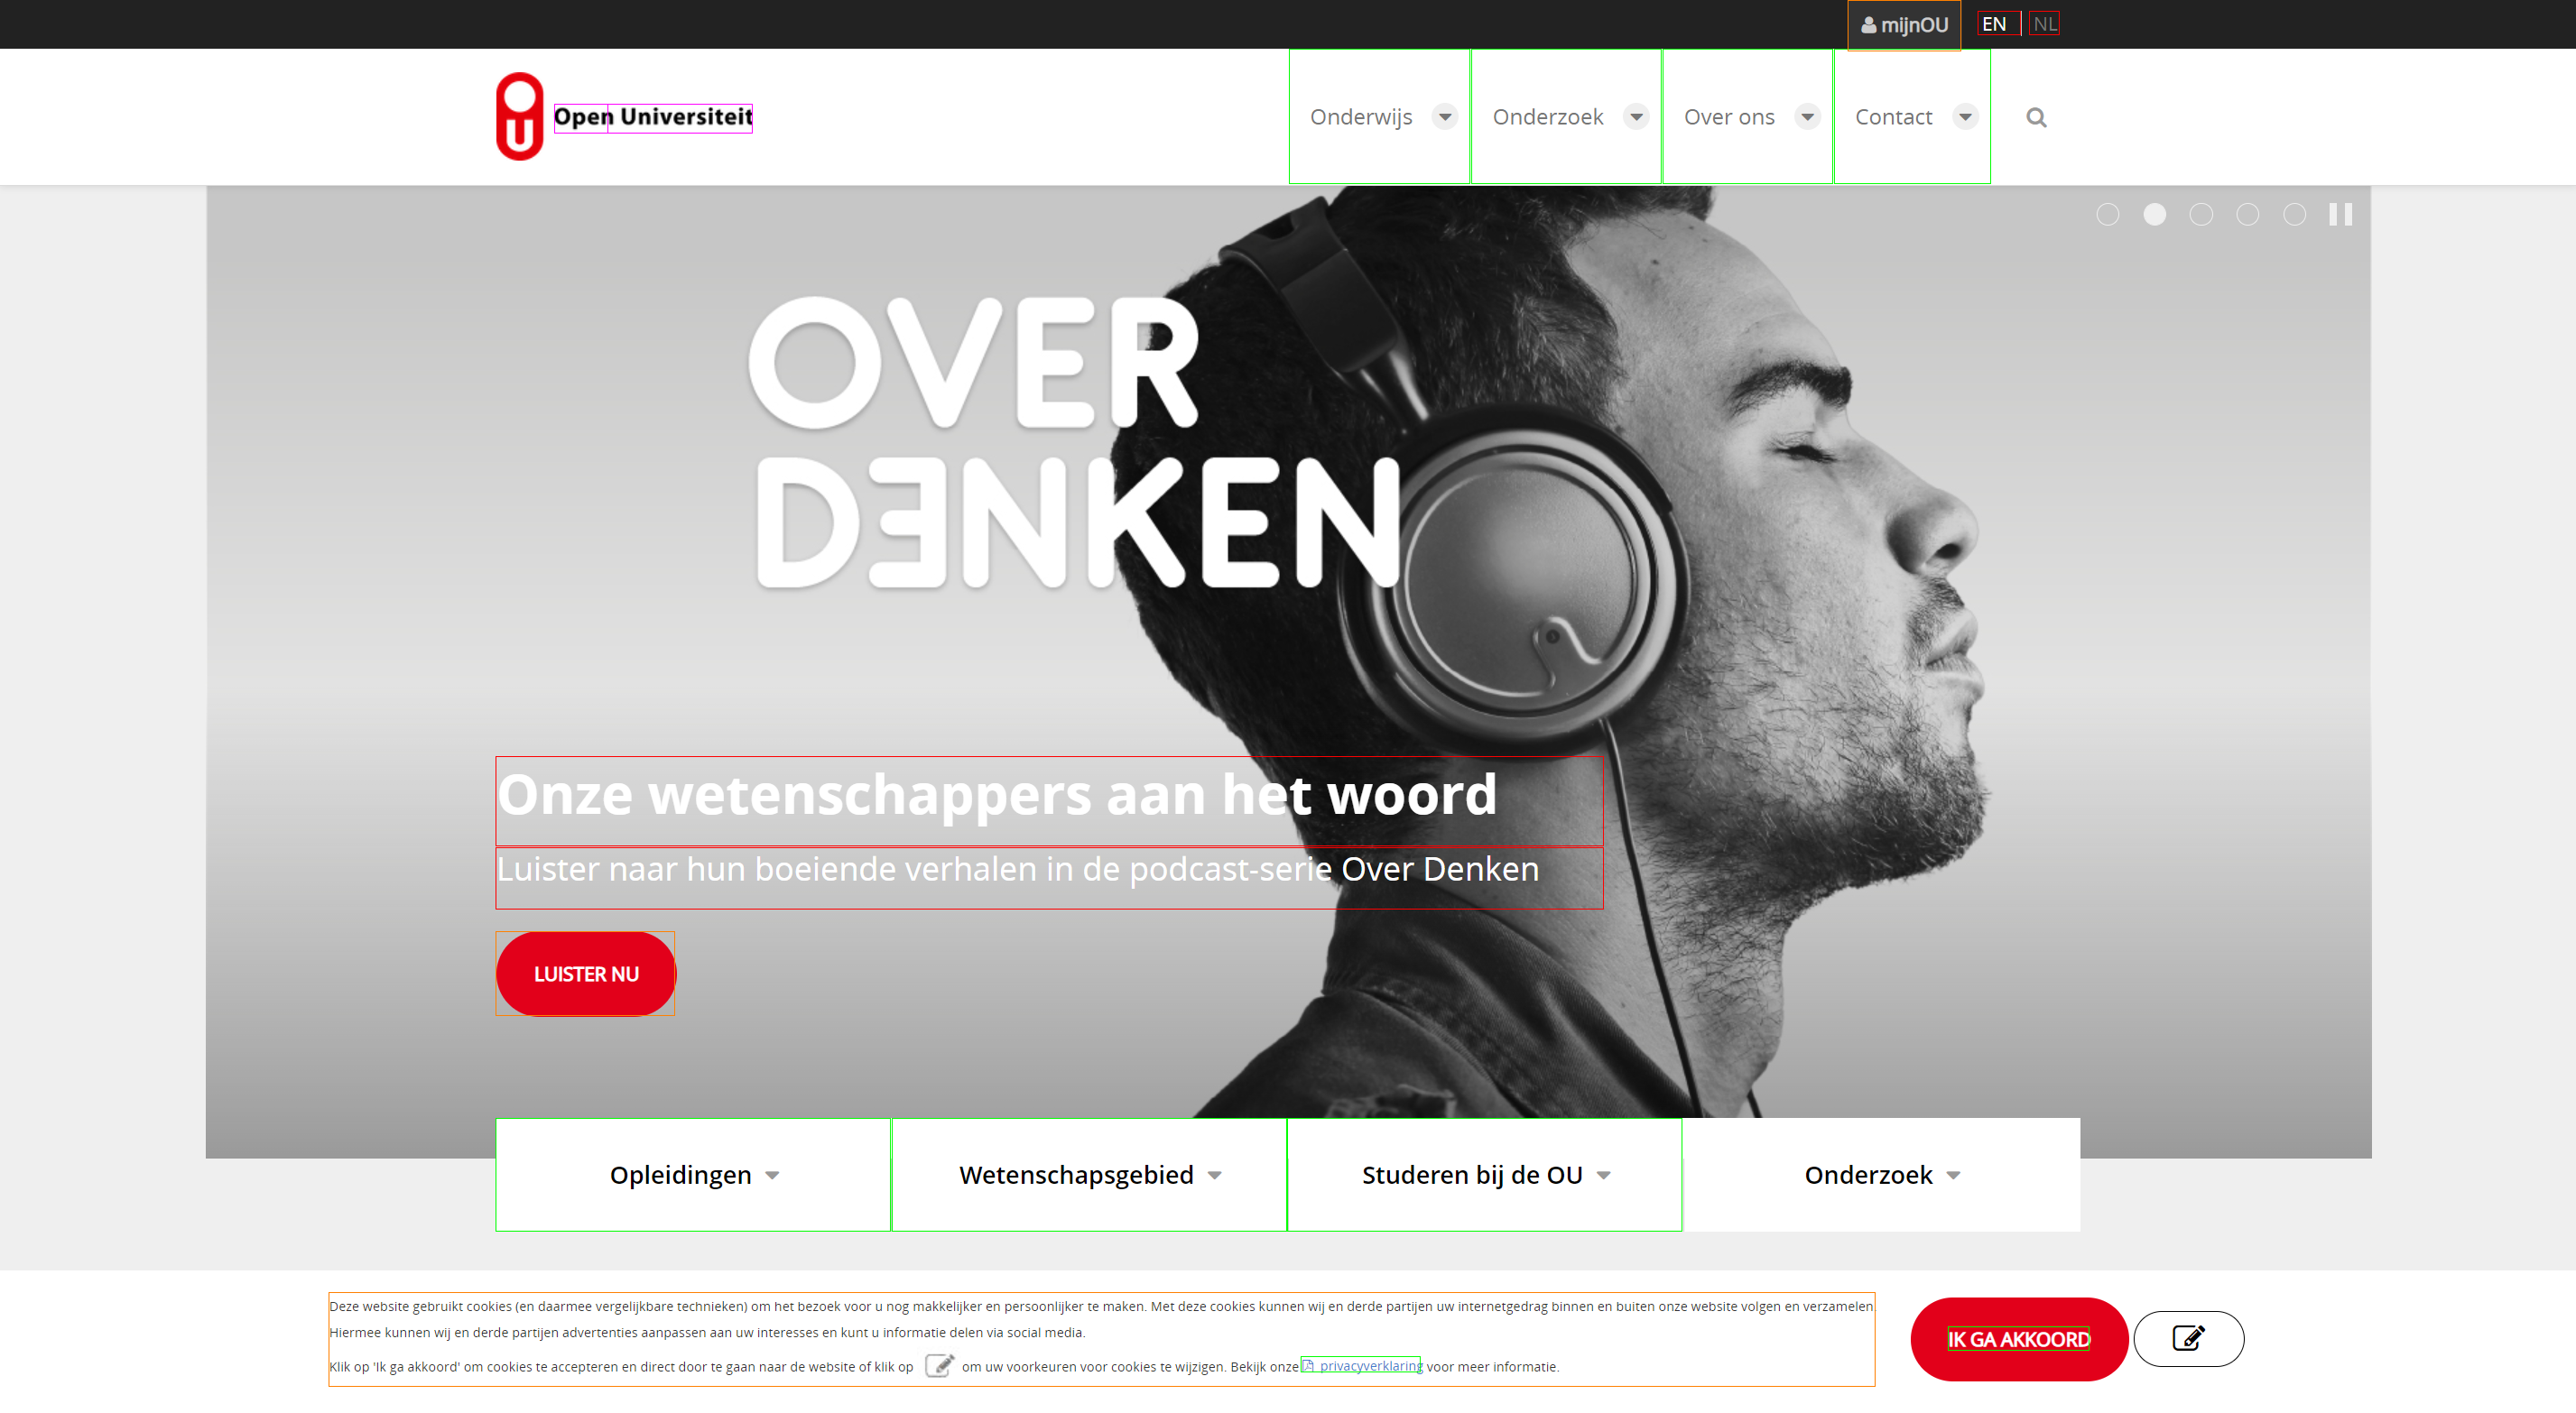 mijnOU EN NL
Open Universiteit
Onderwijs Onderzoek Over ons Contact
OVER
DENKEN
Onze wetenschappers aan het woord
Luister naar hun boeiende verhalen in de podcast-serie Over Denken
LUISTER NU
Opleidingen Wetenschapsgebied Studeren bij de OU Onderzoek
Deze website gebruikt cookies (en daarmee vergelijkbare technieken) om het bezoek voor u nog makkelijker en persoonlijker te maken. Met deze cookies kunnen wij en derde partijen uw internetgedrag binnen en buiten onze website volgen en verzamelen.
Hiermee kunnen wij en derde partijen advertenties aanpassen aan uw interesses en kunt u informatie delen via social media.
Klik op 'Ik ga akkoord' om cookies te accepteren en direct door te gaan naar de website of klik op om uw voorkeuren voor cookies te wijzigen. Bekijk onze privacyverklaring voor meer informatie.
IK GA AKKOORD